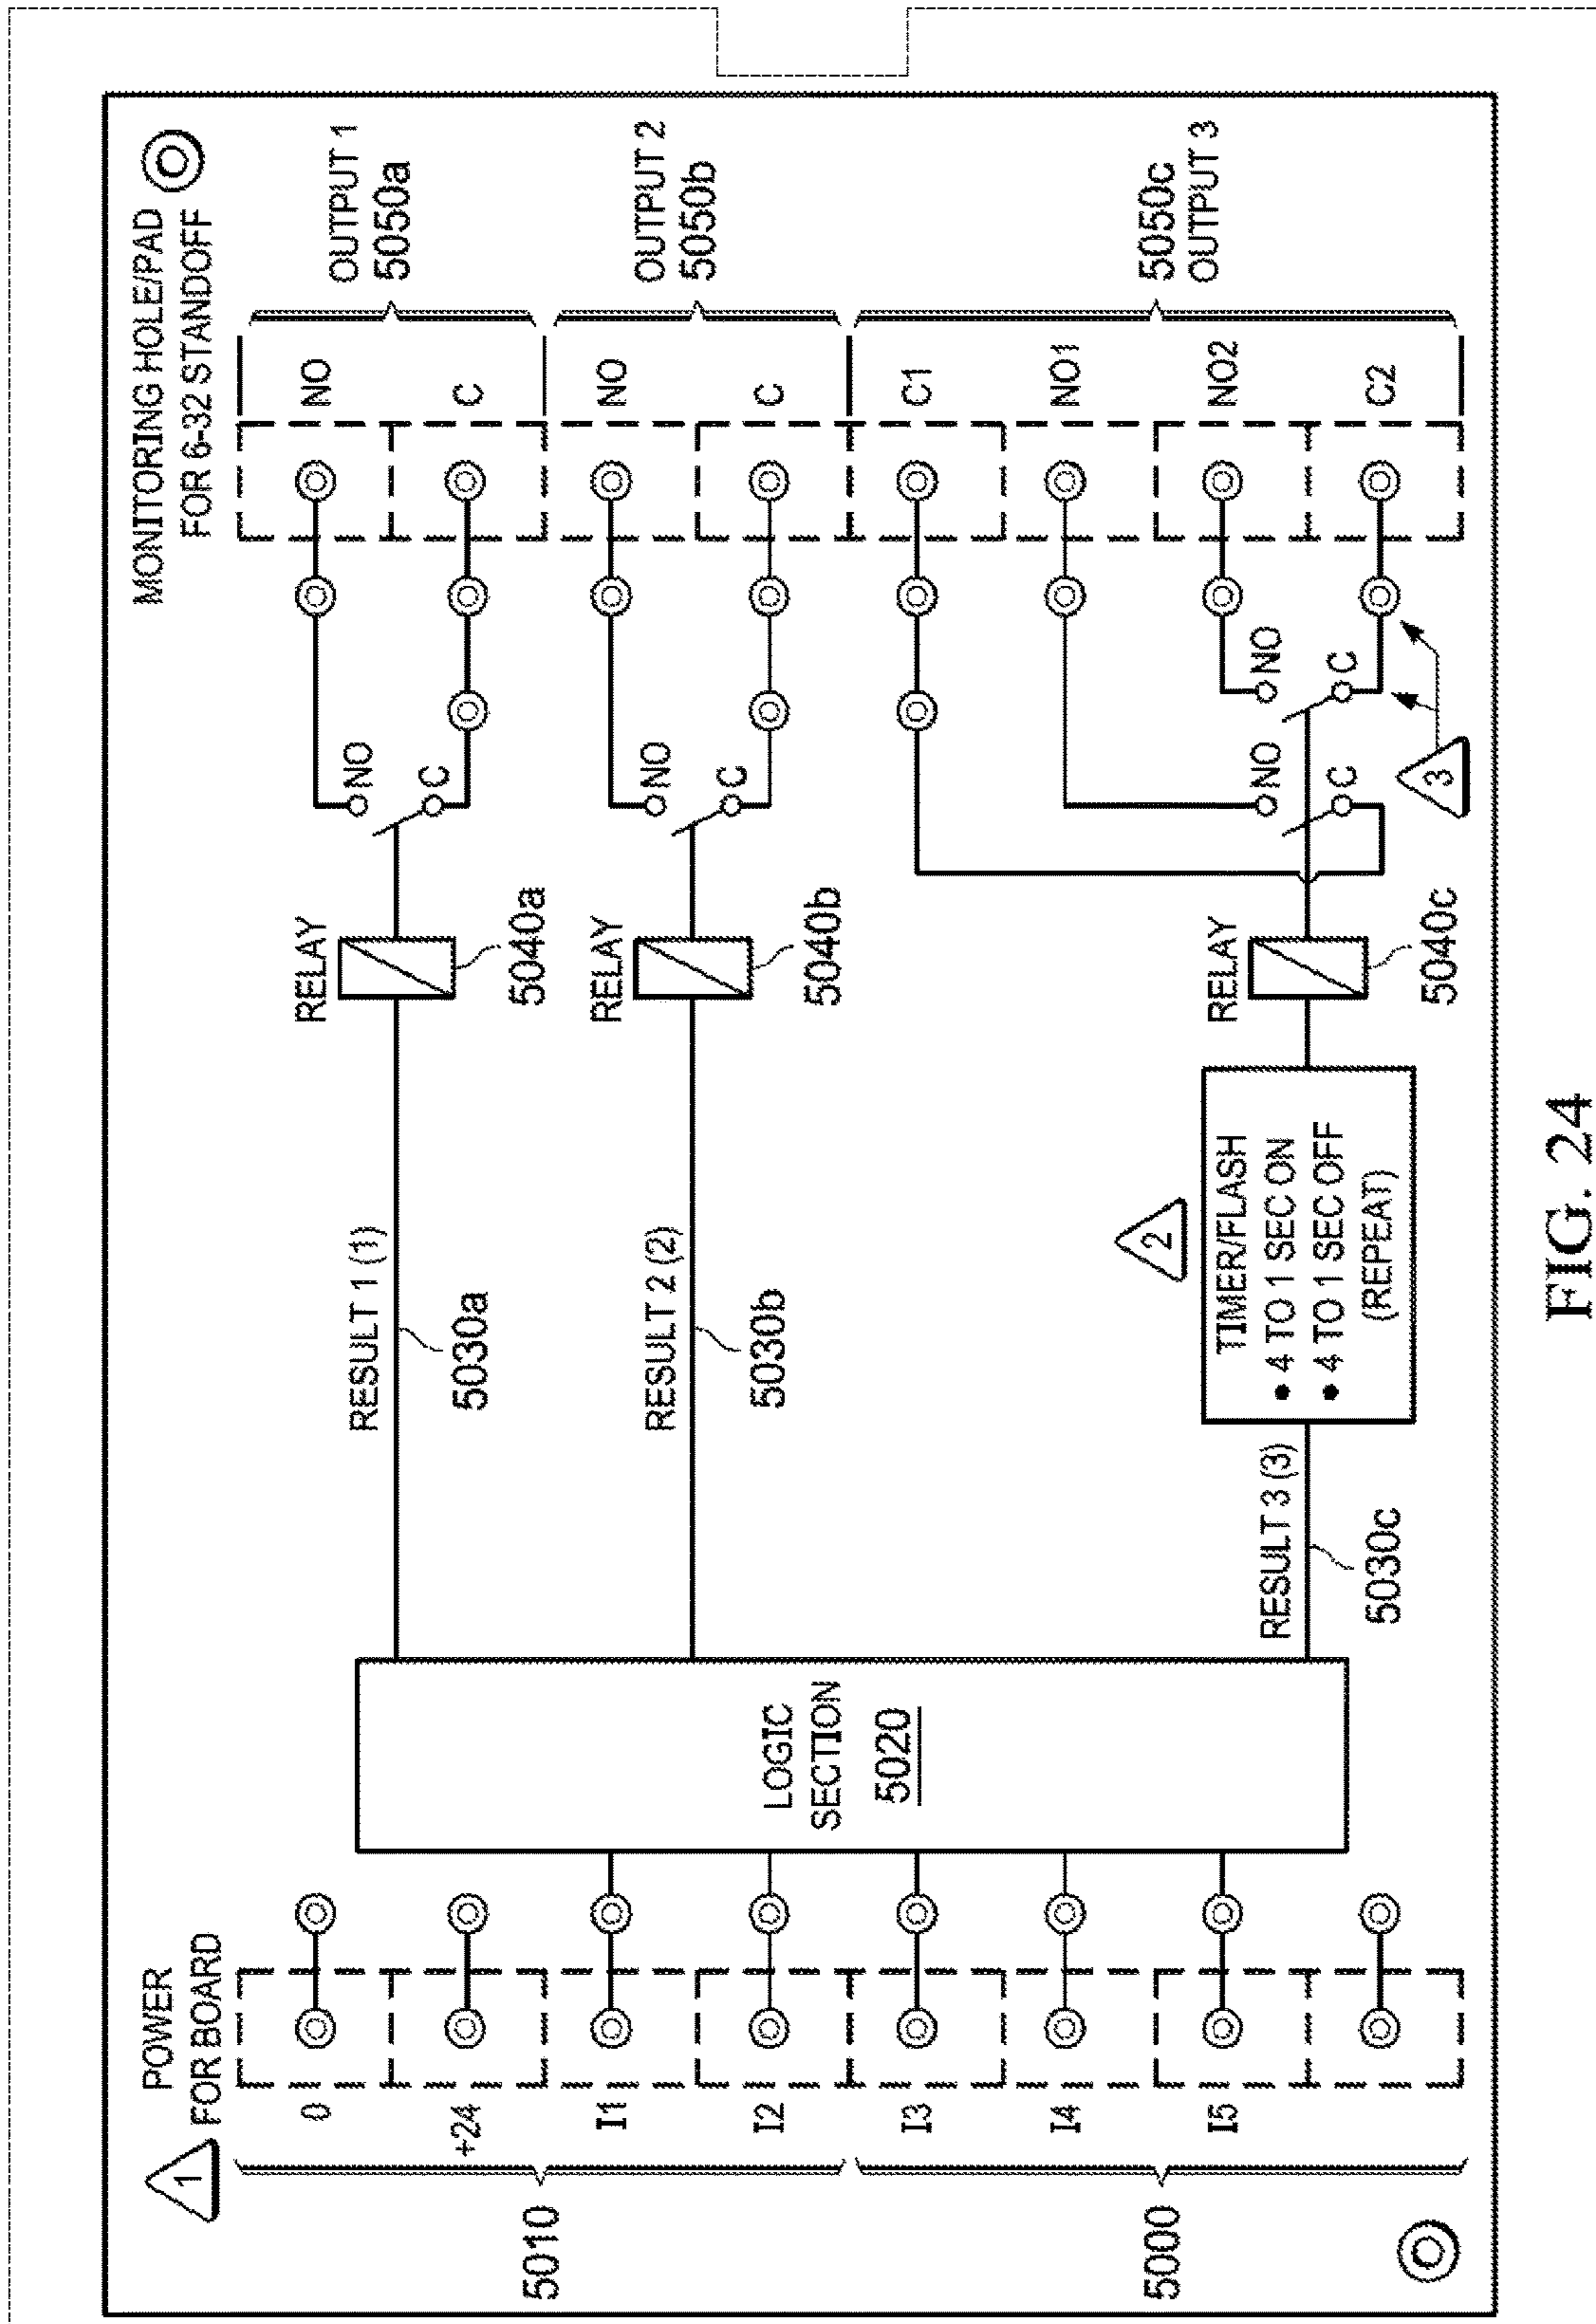 MONITORING HOLE/PAD
FOR 6-32 STANDOFF
1
POWER
FOR BOARD
0
+24
I1
I2
I3
I4
I5
5010
5000
LOGIC
SECTION
5020
RESULT 1 (1)
5030a
RESULT 2 (2)
5030b
RESULT 3 (3)
5030c
2
TIMER/FLASH
• 4 TO 1 SEC ON
• 4 TO 1 SEC OFF
(REPEAT)
RELAY
5040a
RELAY
5040b
RELAY
5040c
NO
C
NO
C
NO
C
NO
C
3
NO
C
NO
C
C1
NO1
NO2
C2
OUTPUT 1
5050a
OUTPUT 2
5050b
5050c
OUTPUT 3
FIG. 24